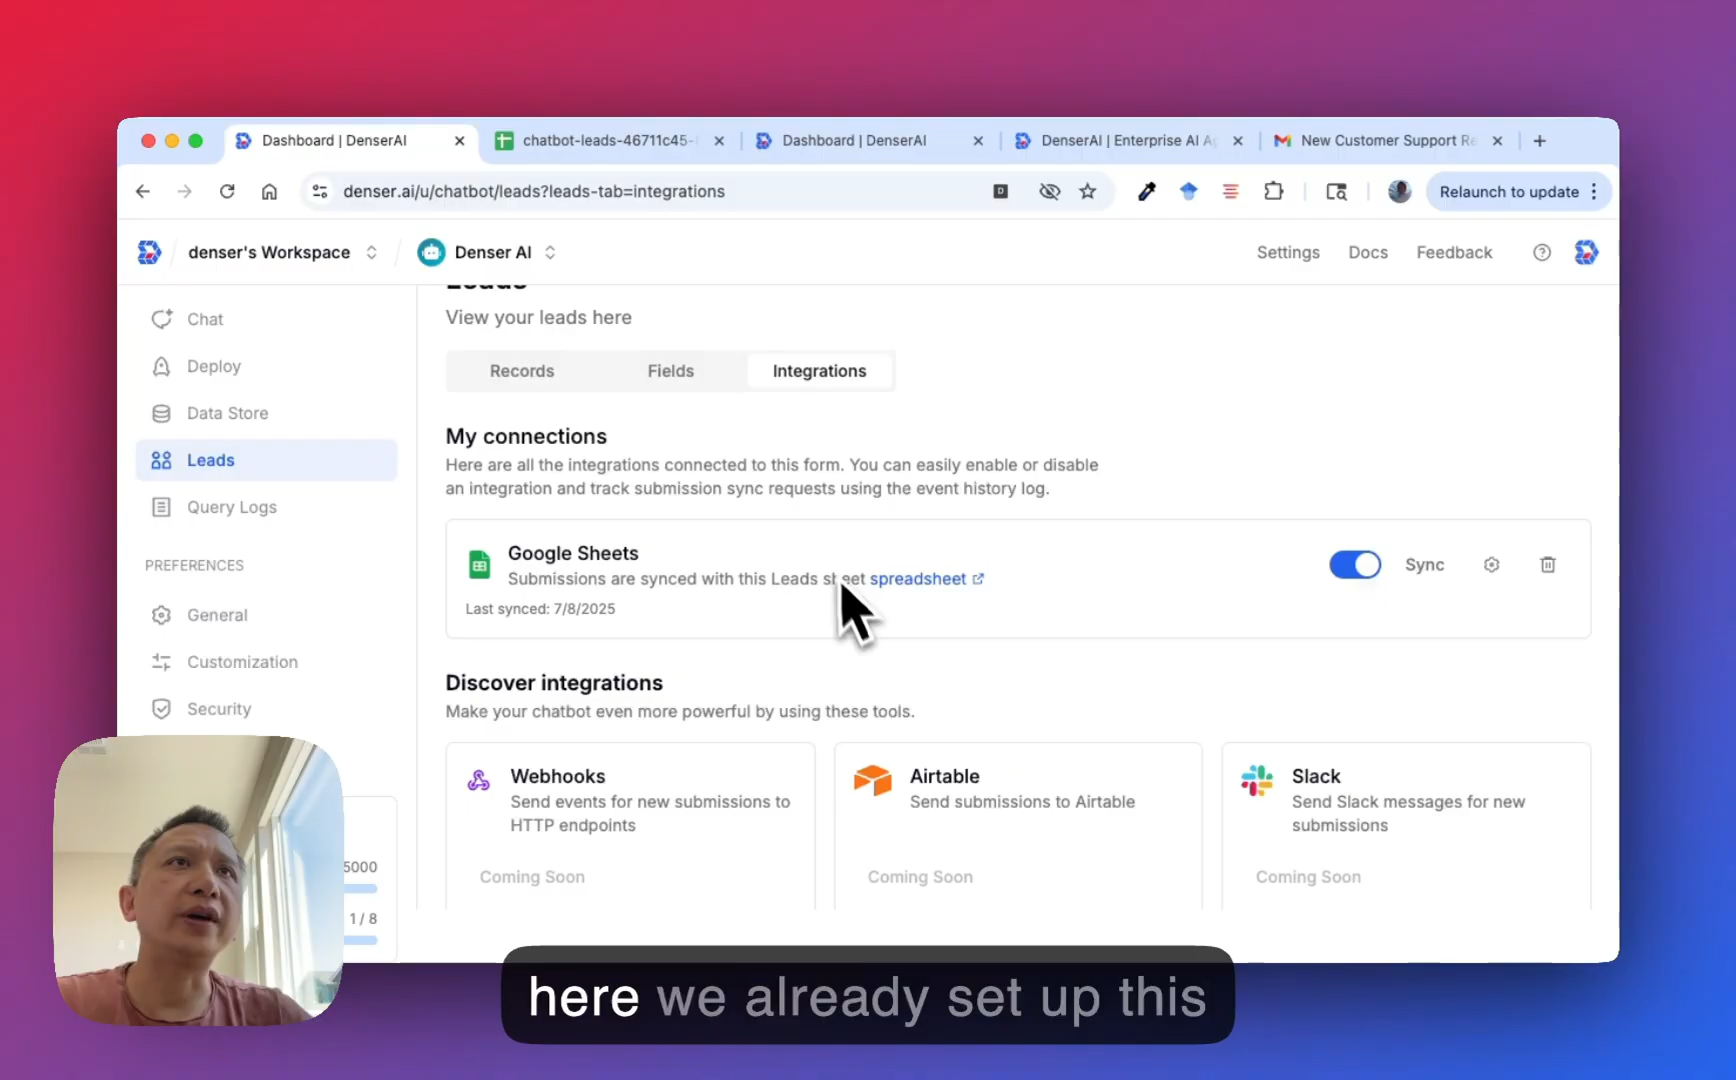 Dashboard | DenserAI
chatbot-leads-46711c45-
Dashboard | DenserAI
DenserAI | Enterprise AI Ag
New Customer Support Re
denser.ai/u/chatbot/leads?leads-tab=integrations
Relaunch to update
denser's Workspace
Denser AI
Settings
Docs
Feedback
Leads
View your leads here
Chat
Deploy
Data Store
Leads
Query Logs
PREFERENCES
General
Customization
Security
5000
1 / 8
Records
Fields
Integrations
My connections
Here are all the integrations connected to this form. You can easily enable or disable
an integration and track submission sync requests using the event history log.
Google Sheets
Submissions are synced with this Leads sheet spreadsheet
Last synced: 7/8/2025
Sync
Discover integrations
Make your chatbot even more powerful by using these tools.
Webhooks
Send events for new submissions to
HTTP endpoints
Coming Soon
Airtable
Send submissions to Airtable
Coming Soon
Slack
Send Slack messages for new
submissions
Coming Soon
here we already set up this